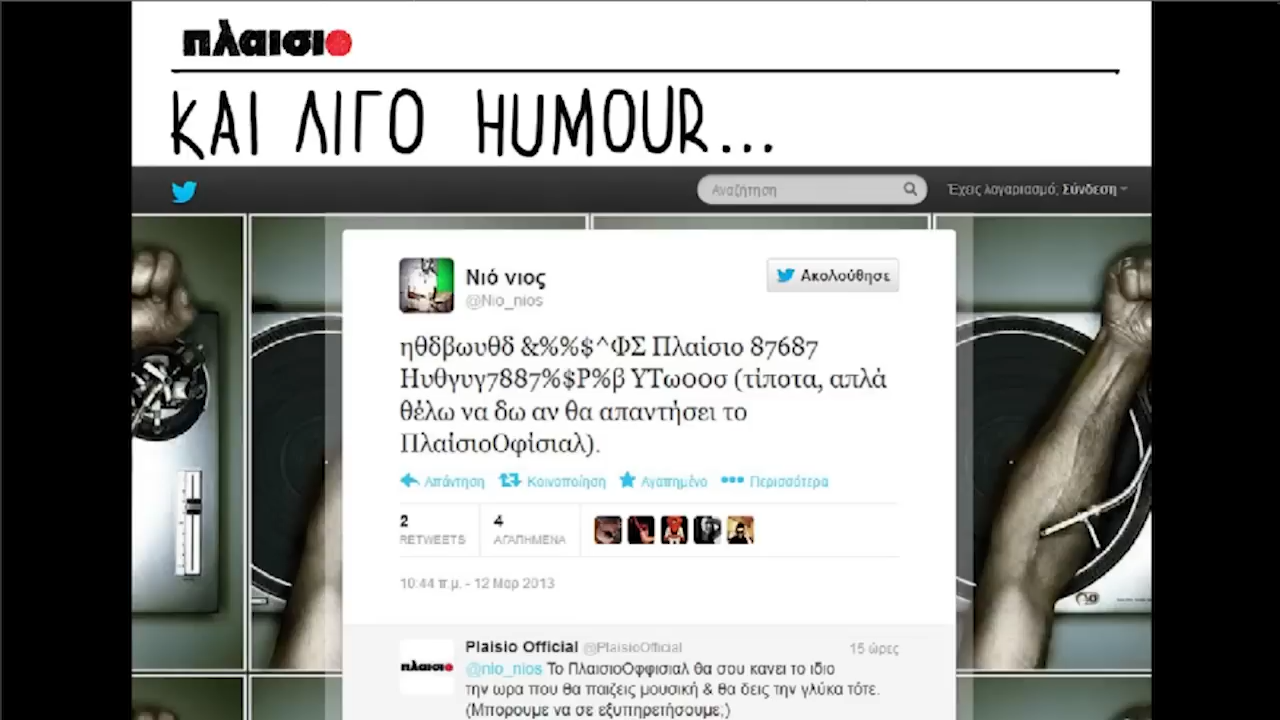 πλαισιο
ΚΑΙ ΛΙΓΟ HUMOUR...
Αναζήτηση
Έχεις λογαριασμό; Σύνδεση
Νιό νιος
@Nio_nios
Ακολούθησε
ηθδβωυθδ &%%$^ΦΣ Πλαίσιο 87687
Ηυθγυγ7887%$Ρ%β ΥΤωοοσ (τίποτα, απλά
θέλω να δω αν θα απαντήσει το
ΠλαίσιοΟφίσιαλ).
Απάντηση Κοινοποίηση Αγαπημένο Περισσότερα
2 4
RETWEETS ΑΓΑΠΗΜΕΝΑ
10:44 π.μ. - 12 Μαρ 2013
Plaisio Official @PlaisioOfficial 15 ώρες
πλαισιο
@nio_nios Το ΠλαισιοΟφφισιαλ θα σου κανει το ιδιο
την ωρα που θα παιζεις μουσική & θα δεις την γλύκα τότε.
(Μπορουμε να σε εξυπηρετήσουμε;)